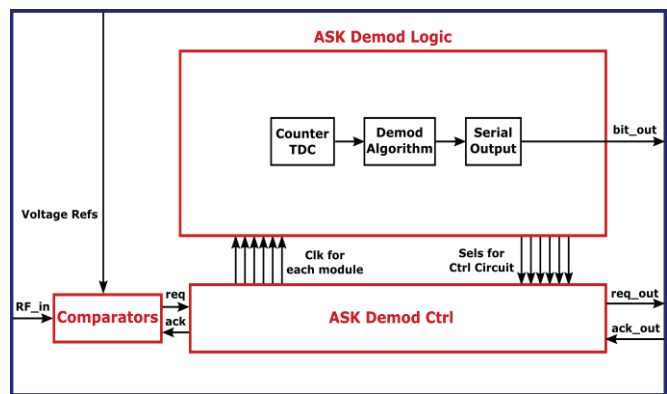 ASK Demod Logic
Counter
TDC
Demod
Algorithm
Serial
Output
bit_out
Voltage Refs
Clk for
each module
Sels for
Ctrl Circuit
RF_in
Comparators
req
ack
ASK Demod Ctrl
req_out
ack_out